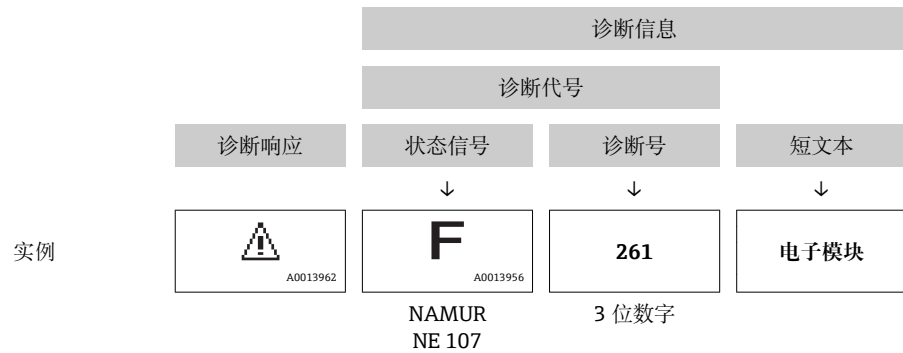 诊断信息
诊断代号
诊断响应 状态信号 诊断号 短文本
↓ ↓ ↓
实例 F 261 电子模块
A0013962 A0013956
NAMUR 3 位数字
NE 107